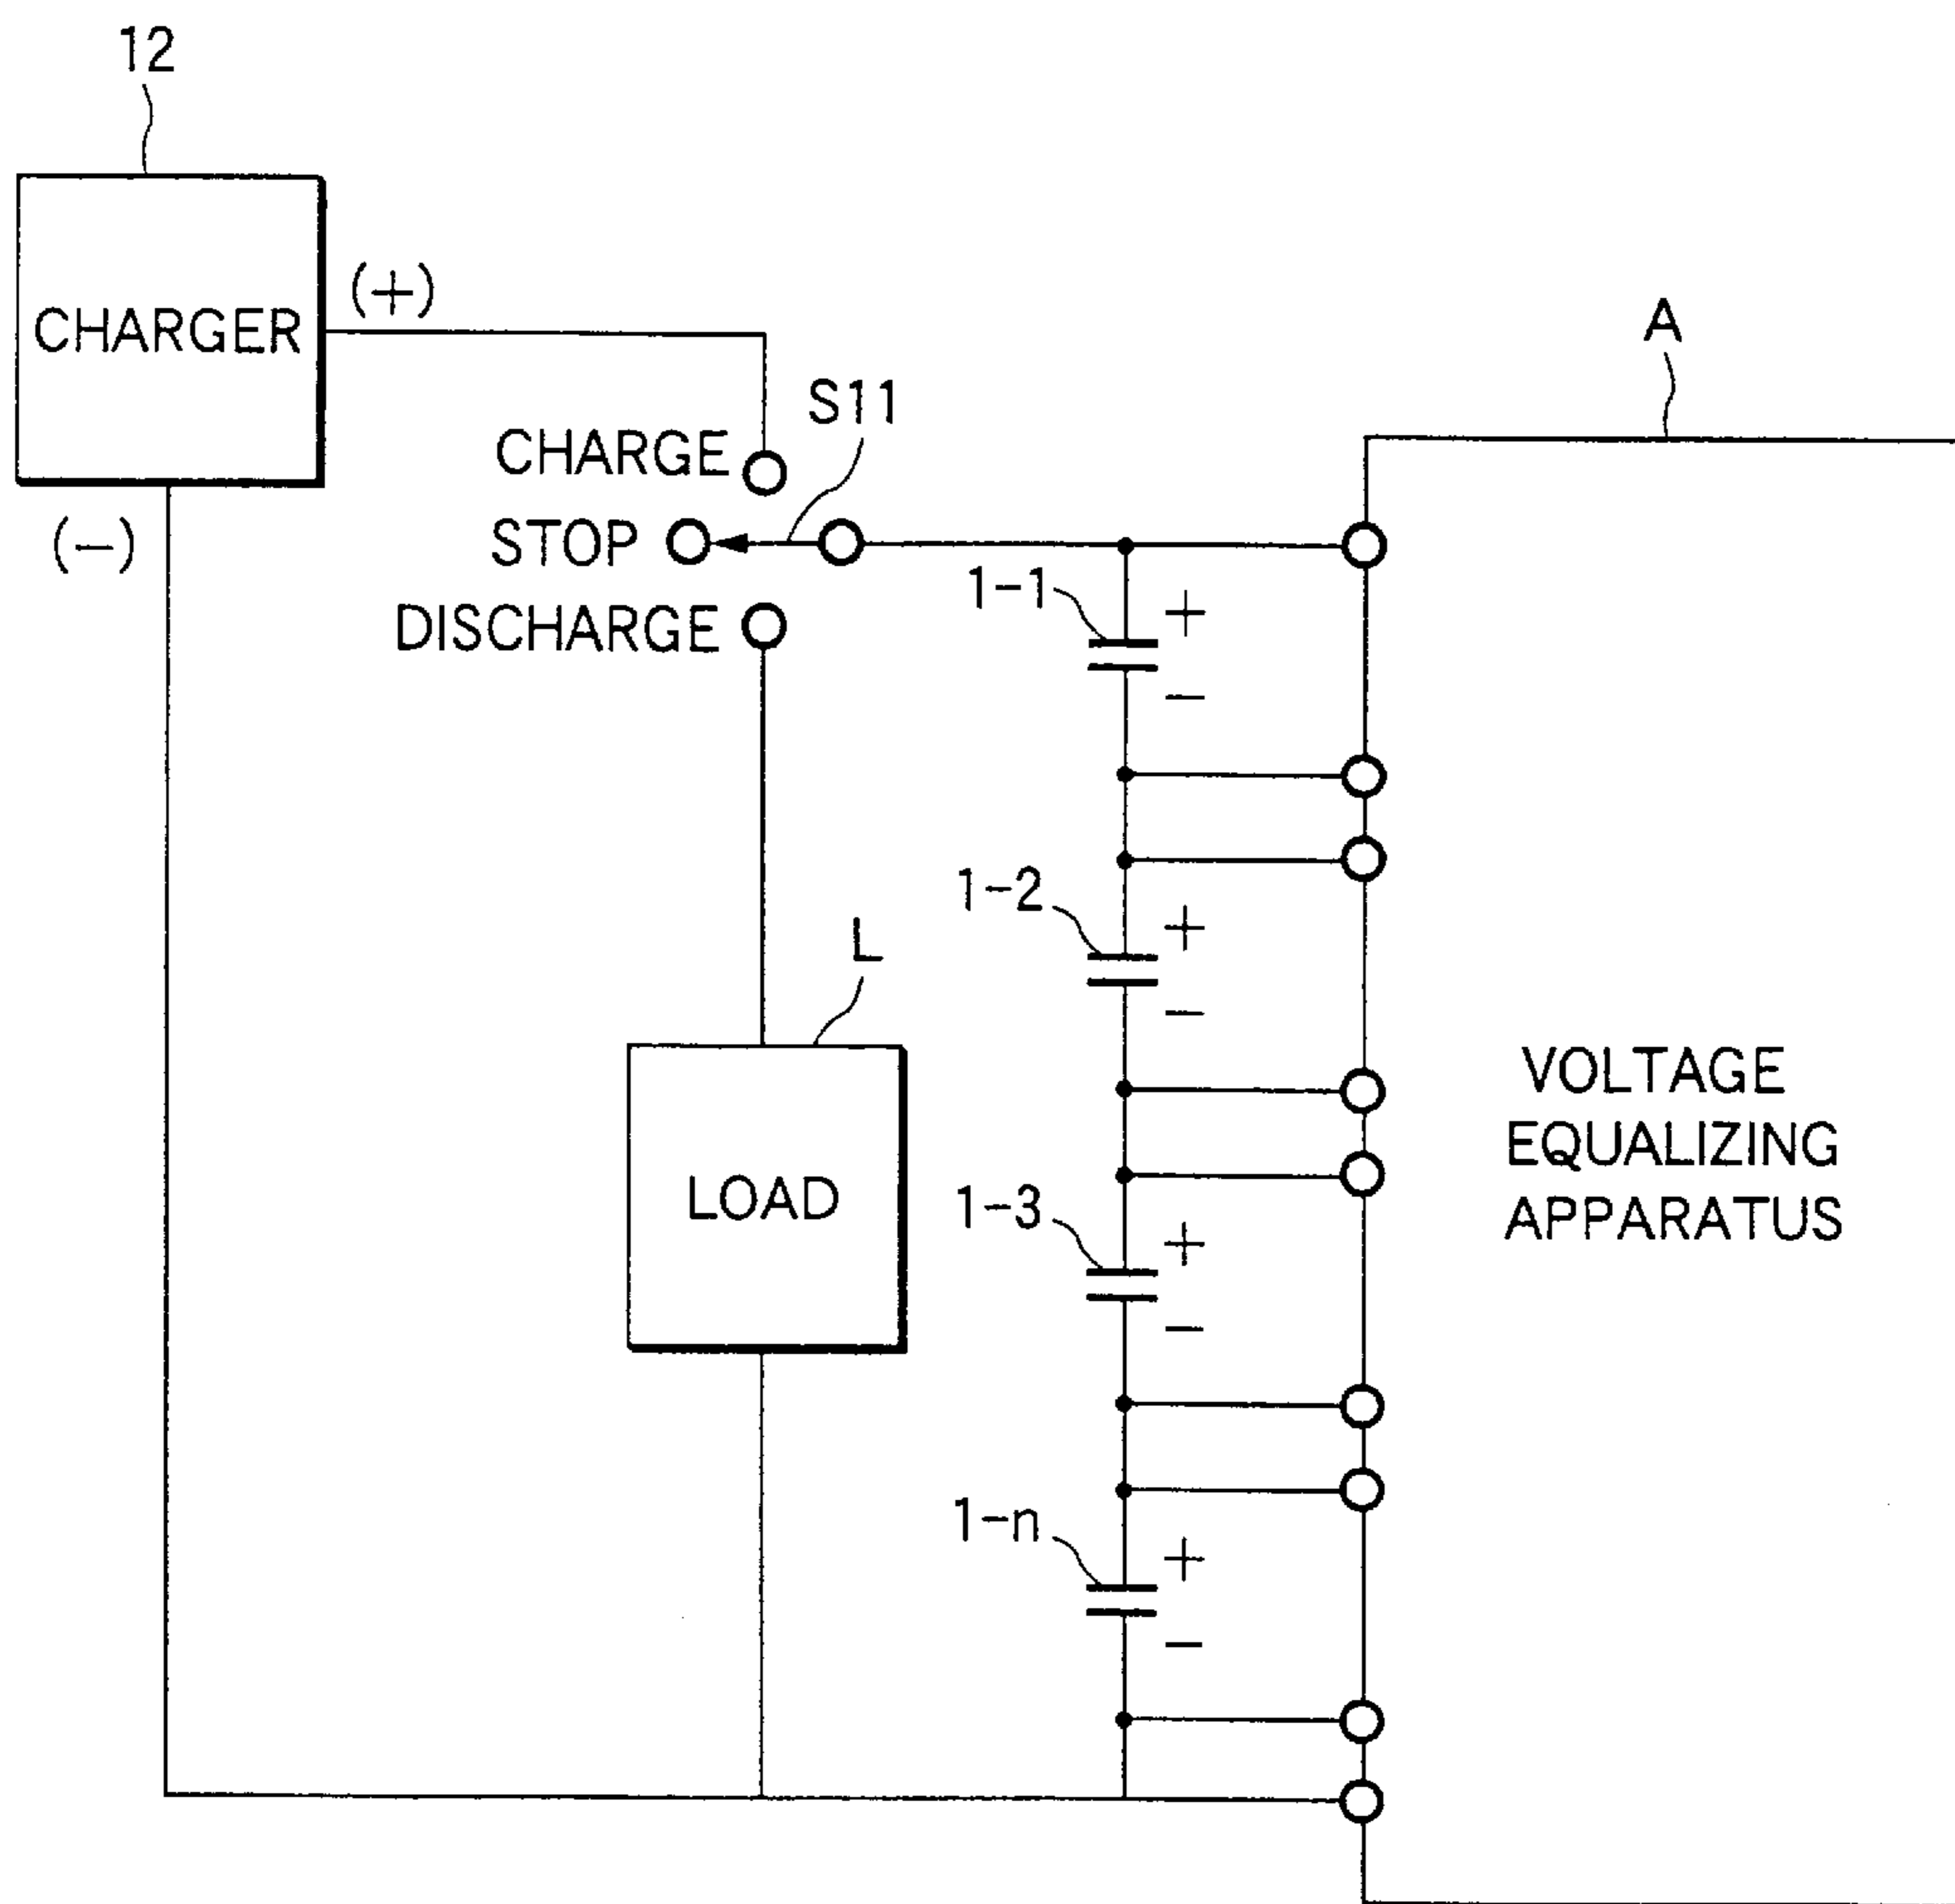 12
CHARGER
(+)
(−)
CHARGE
STOP
DISCHARGE
S11
A
1-1
+
−
1-2
+
−
L
LOAD
VOLTAGE
EQUALIZING
APPARATUS
1-3
+
−
1-n
+
−